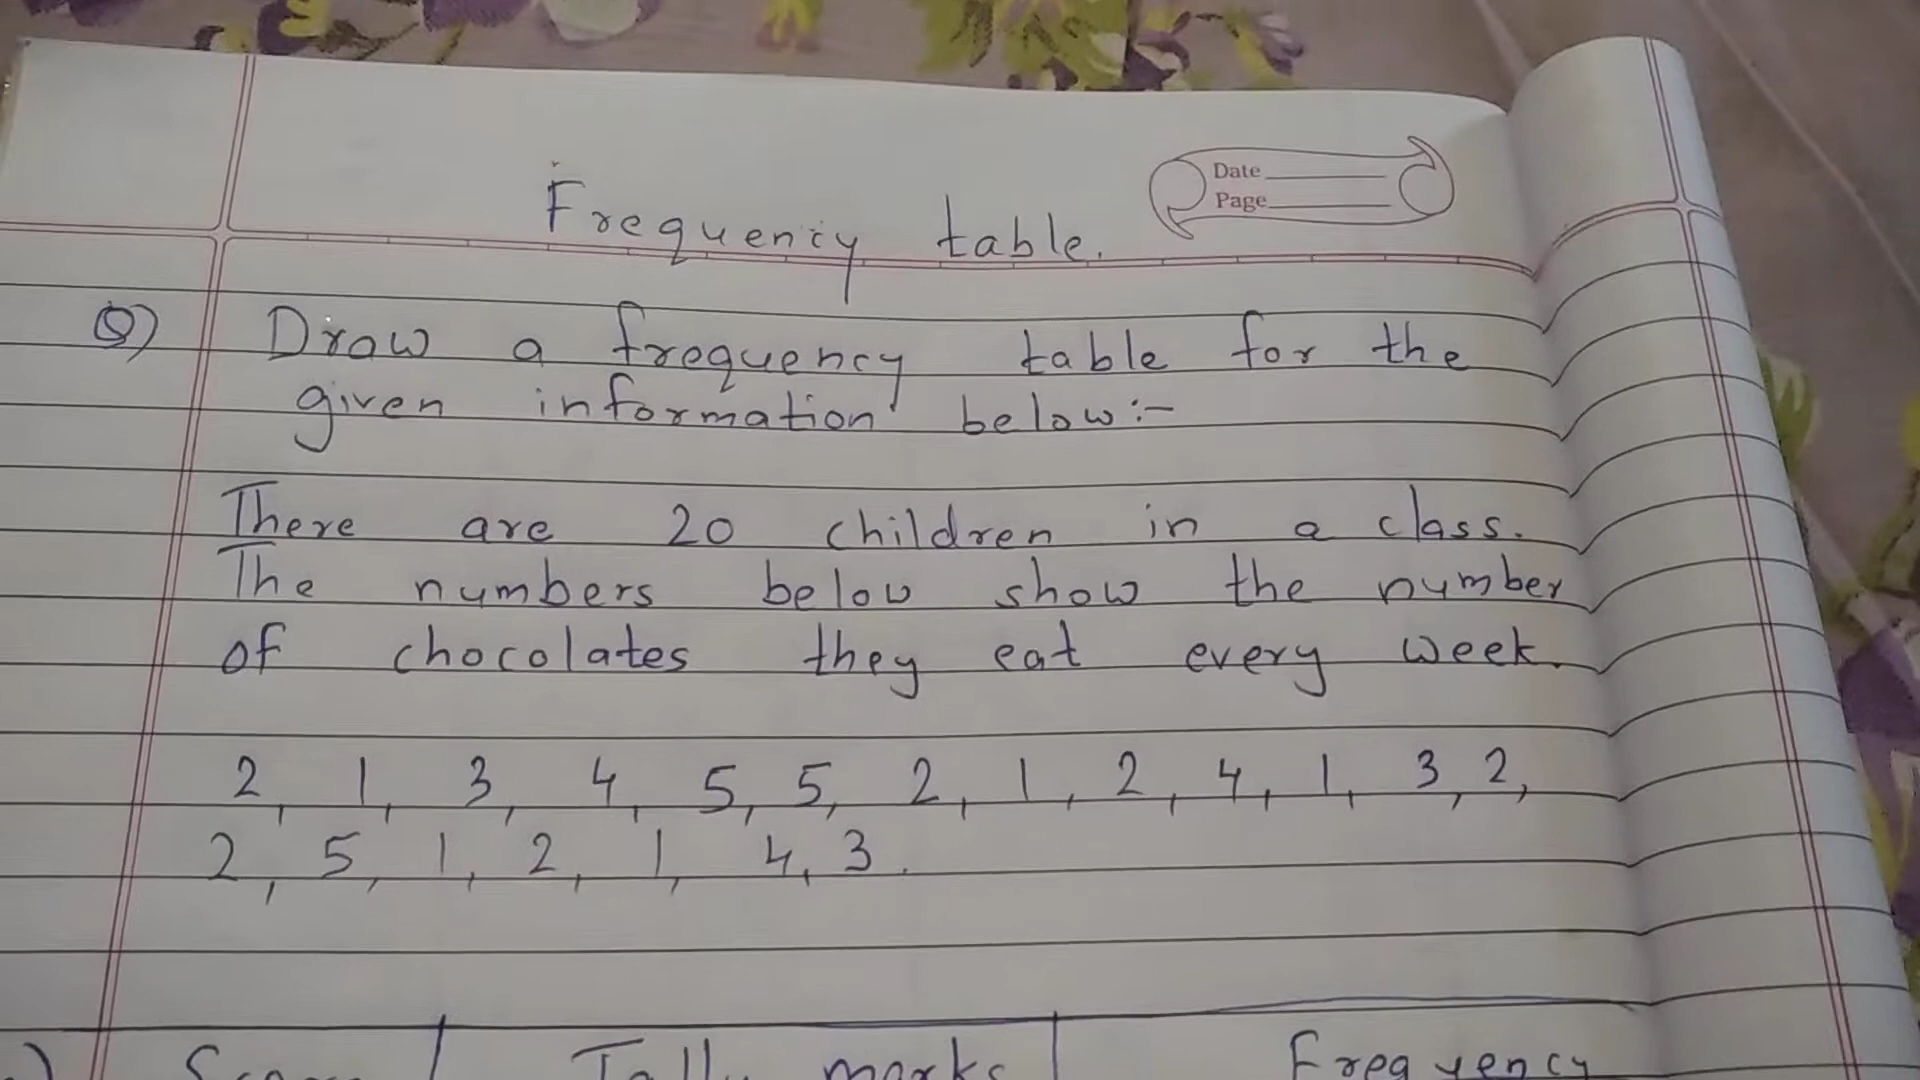 Date
Page
Frequency table.
Q) Draw a frequency table for the
given information below:-
There are 20 children in a class.
The numbers below show the number
of chocolates they eat every week.
2, 1, 3, 4, 5, 5, 2, 1, 2, 4, 1, 3, 2,
2, 5, 1, 2, 1, 4, 3.
Tally marks Frequency